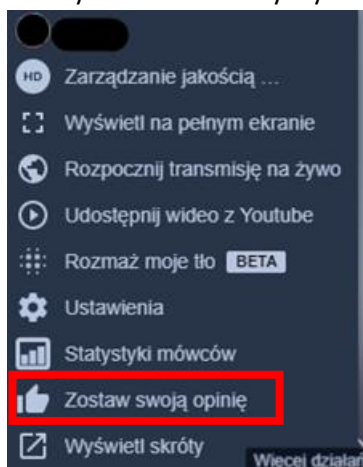 HD Zarządzanie jakością ...
Wyświetl na pełnym ekranie
Rozpocznij transmisję na żywo
Udostępnij wideo z Youtube
Rozmaż moje tło BETA
Ustawienia
Statystyki mówców
Zostaw swoją opinię
Wyświetl skróty
Więcej